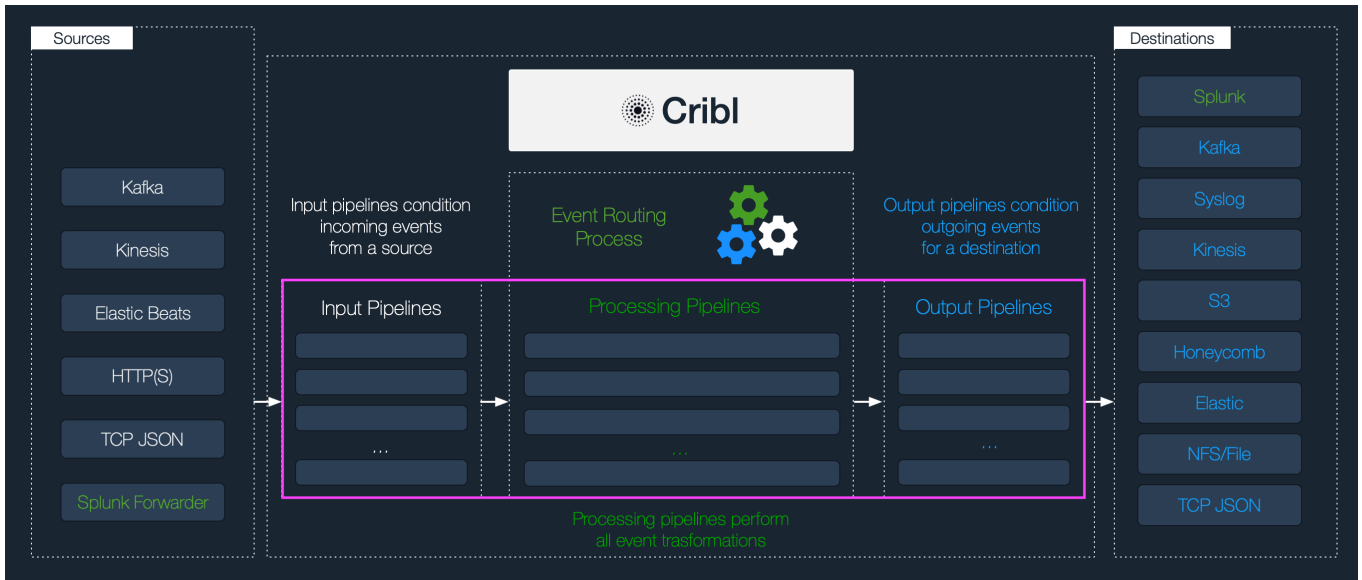 Sources
Kafka
Kinesis
Elastic Beats
HTTP(S)
TCP JSON
Splunk Forwarder
Cribl
Input pipelines condition
incoming events
from a source
Event Routing
Process
Output pipelines condition
outgoing events
for a destination
Input Pipelines
...
Processing Pipelines
...
Output Pipelines
...
Processing pipelines perform
all event trasformations
Destinations
Splunk
Kafka
Syslog
Kinesis
S3
Honeycomb
Elastic
NFS/File
TCP JSON